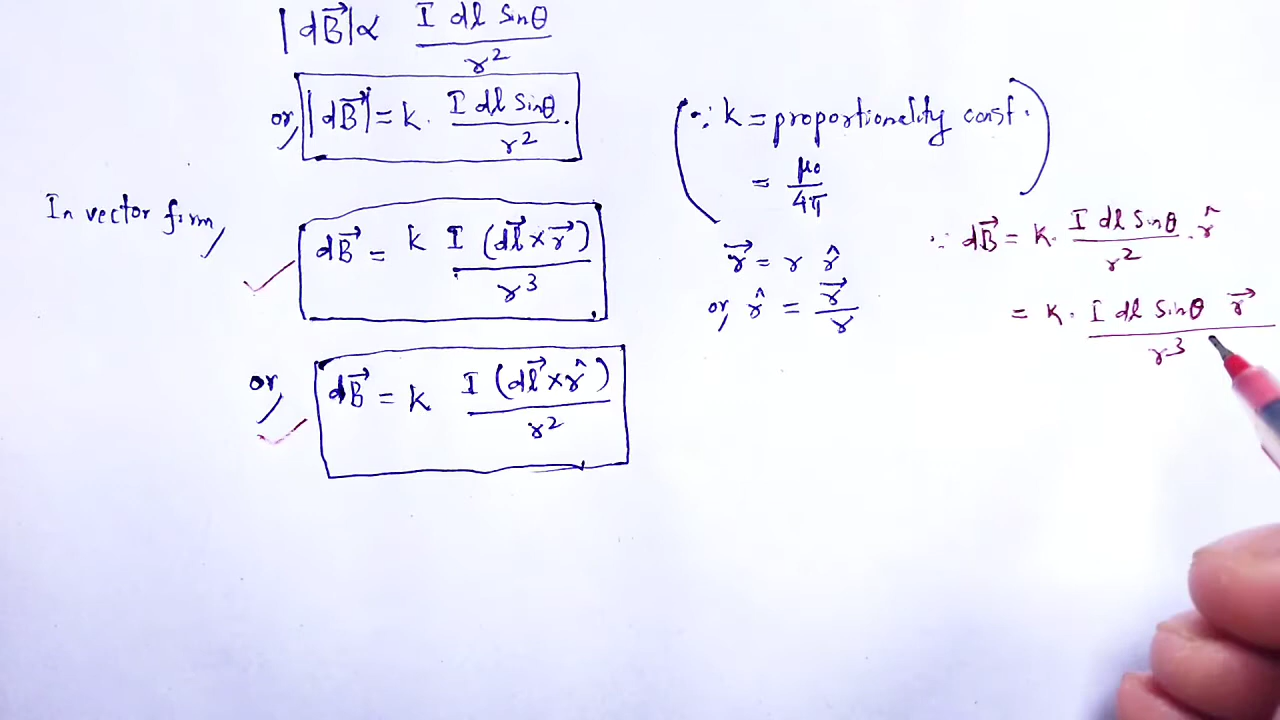 |dB⃗| ∝ I dl Sinθ / r²
or, |dB⃗| = k. I dl Sinθ / r².
(∵ k = proportionality const.
= μ₀ / 4π)
In vector form,
dB⃗ = k I (dl⃗ × r⃗) / r³
r⃗ = r r̂
or, r̂ = r⃗ / r
or, dB⃗ = k I (dl⃗ × r̂) / r²
∵ dB⃗ = k. I dl Sinθ / r² . r̂
= k. I dl Sinθ r⃗ / r³